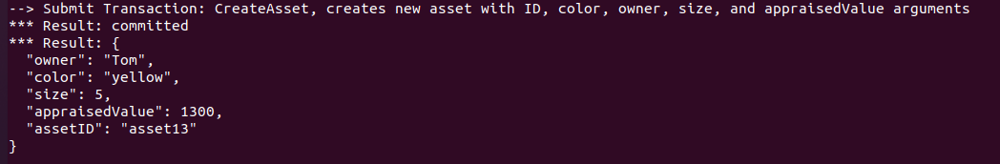 --> Submit Transaction: CreateAsset, creates new asset with ID, color, owner, size, and appraisedValue arguments
*** Result: committed
*** Result: {
  "owner": "Tom",
  "color": "yellow",
  "size": 5,
  "appraisedValue": 1300,
  "assetID": "asset13"
}